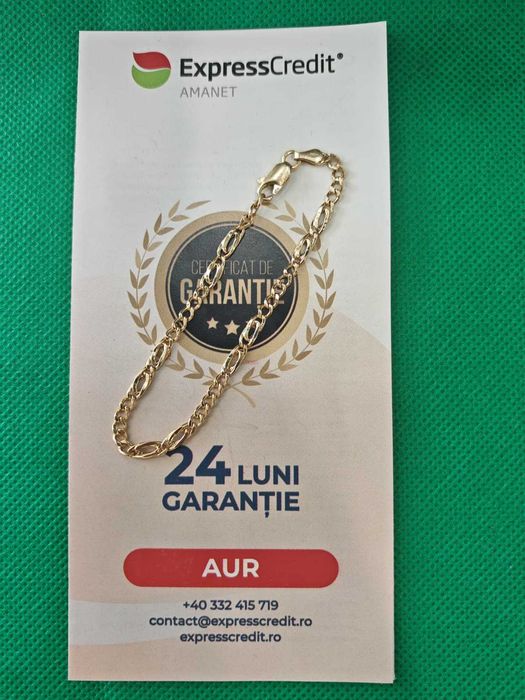 ExpressCredit®
AMANET
CERTIFICAT DE
GARANȚIE
24 LUNI
GARANȚIE
AUR
+40 332 415 719
contact@expresscredit.ro
expresscredit.ro